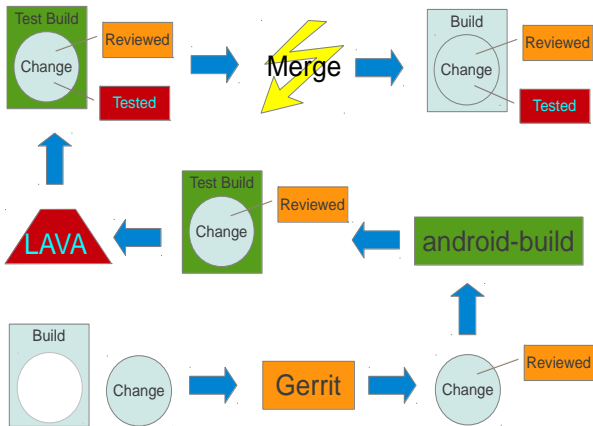 Test Build
Reviewed
Change
Tested
Merge
Build
Reviewed
Change
Tested
LAVA
Test Build
Reviewed
Change
android-build
Build
Change
Gerrit
Reviewed
Change